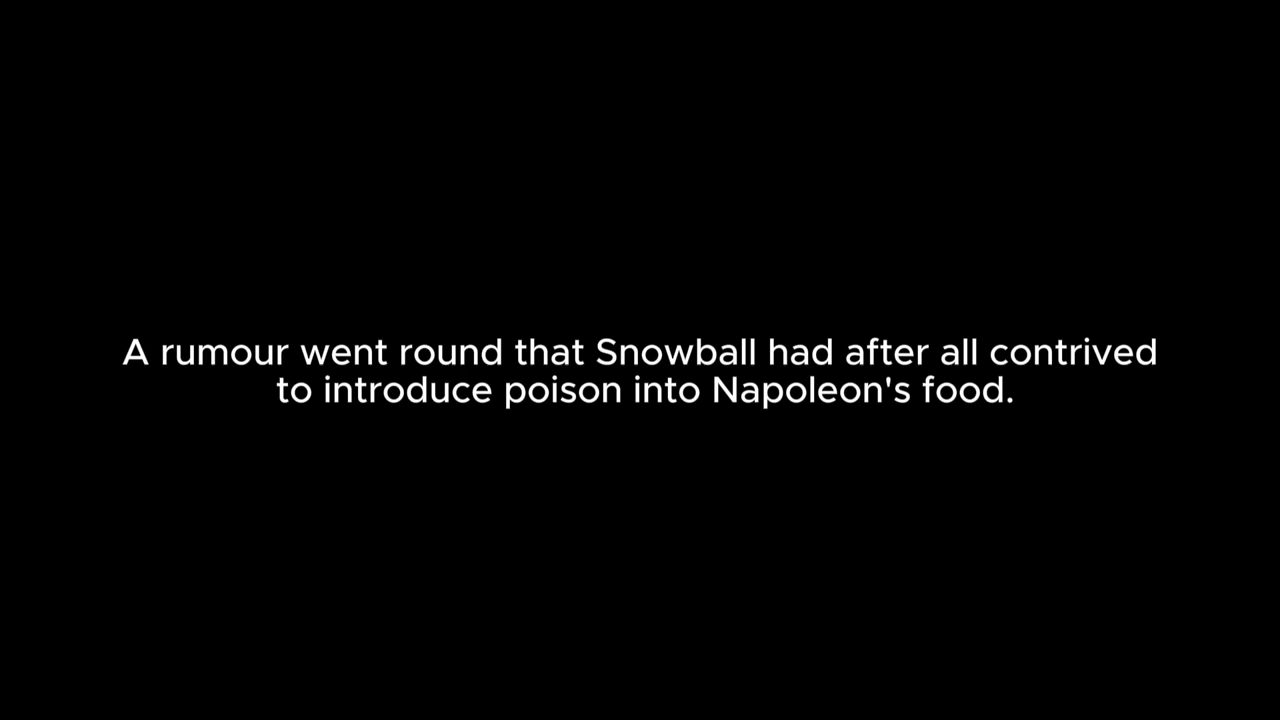 A rumour went round that Snowball had after all contrived
to introduce poison into Napoleon's food.